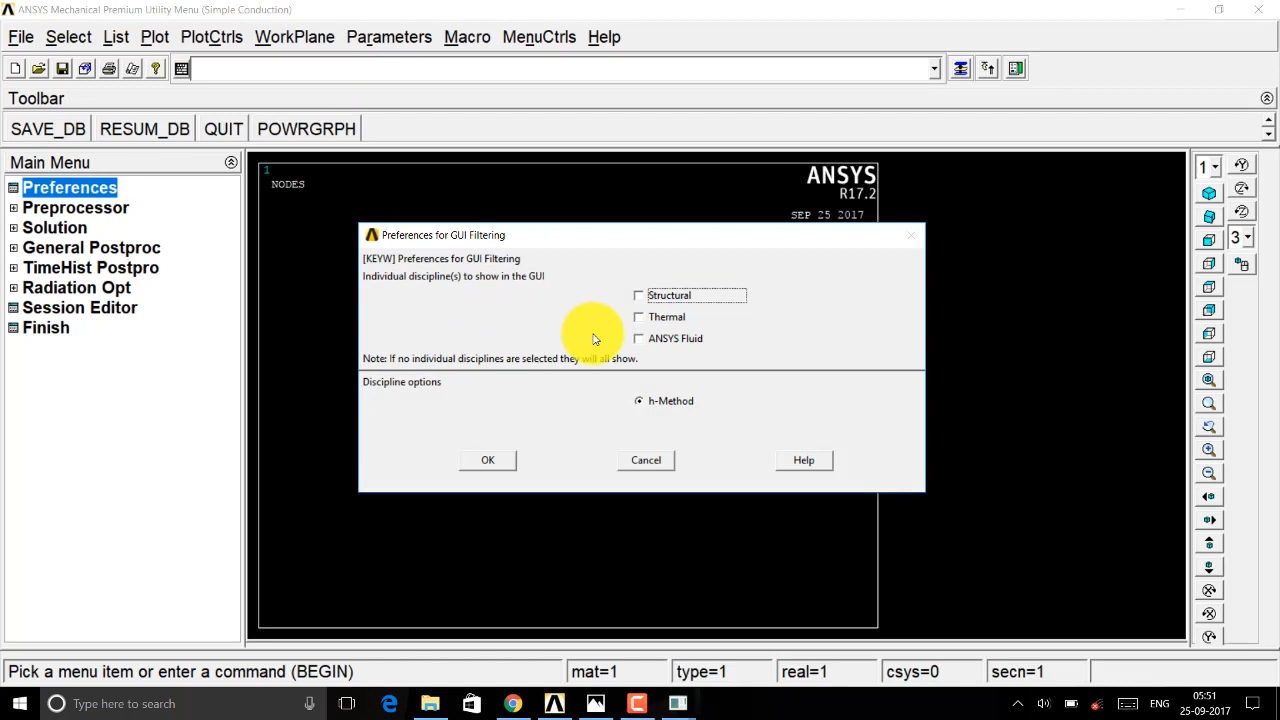 ANSYS Mechanical Premium Utility Menu (Simple Conduction)
File Select List Plot PlotCtrls WorkPlane Parameters Macro MenuCtrls Help
Toolbar
SAVE_DB RESUM_DB QUIT POWRGRPH
Main Menu
Preferences
Preprocessor
Solution
General Postproc
TimeHist Postpro
Radiation Opt
Session Editor
Finish
1
NODES
ANSYS
R17.2
SEP 25 2017
Preferences for GUI Filtering
[KEYW] Preferences for GUI Filtering
Individual discipline(s) to show in the GUI
Structural
Thermal
ANSYS Fluid
Note: If no individual disciplines are selected they will all show.
Discipline options
h-Method
OK Cancel Help
1
3
Pick a menu item or enter a command (BEGIN) mat=1 type=1 real=1 csys=0 secn=1
Type here to search
ENG
05:51
25-09-2017